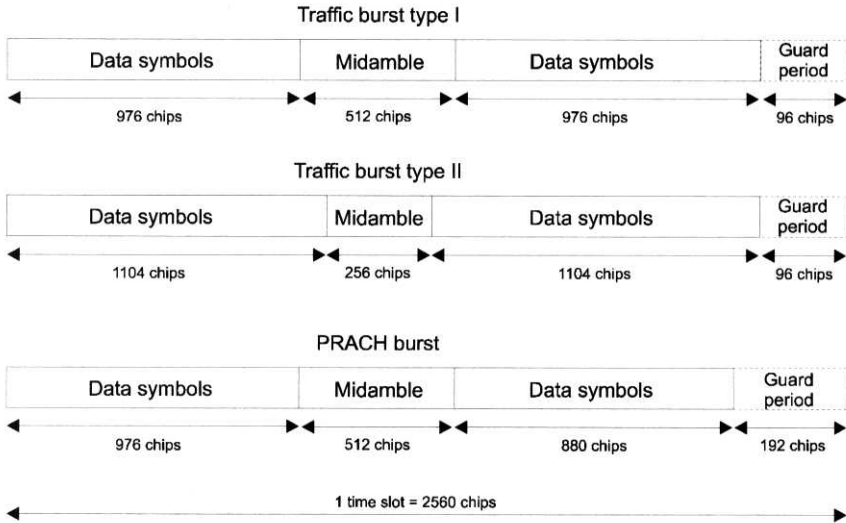 Traffic burst type I
Data symbols Midamble Data symbols Guard period
976 chips 512 chips 976 chips 96 chips
Traffic burst type II
Data symbols Midamble Data symbols Guard period
1104 chips 256 chips 1104 chips 96 chips
PRACH burst
Data symbols Midamble Data symbols Guard period
976 chips 512 chips 880 chips 192 chips
1 time slot = 2560 chips